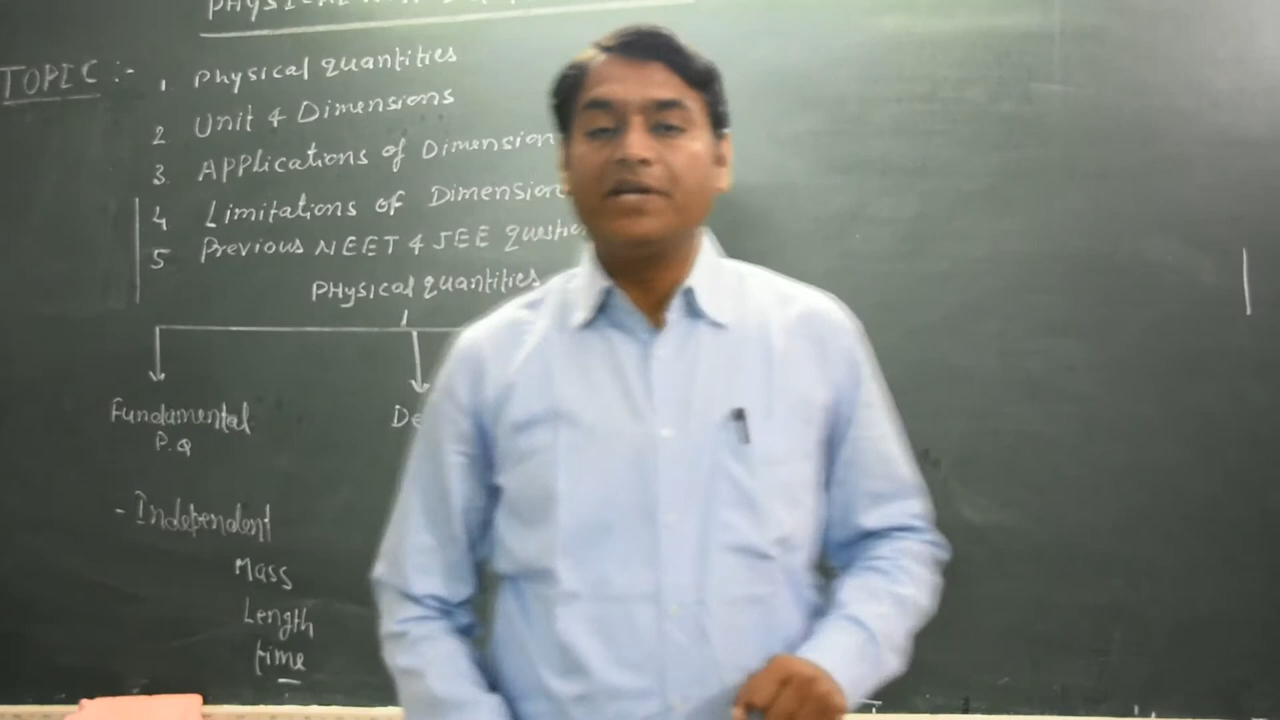 TOPIC :-
1. Physical quantities
2 Unit & Dimensions
3. Applications of Dimension
4 Limitations of Dimension
5 Previous NEET & JEE
PHysical quantities
Fundamental
P.Q
- Independent
Mass
Length
time